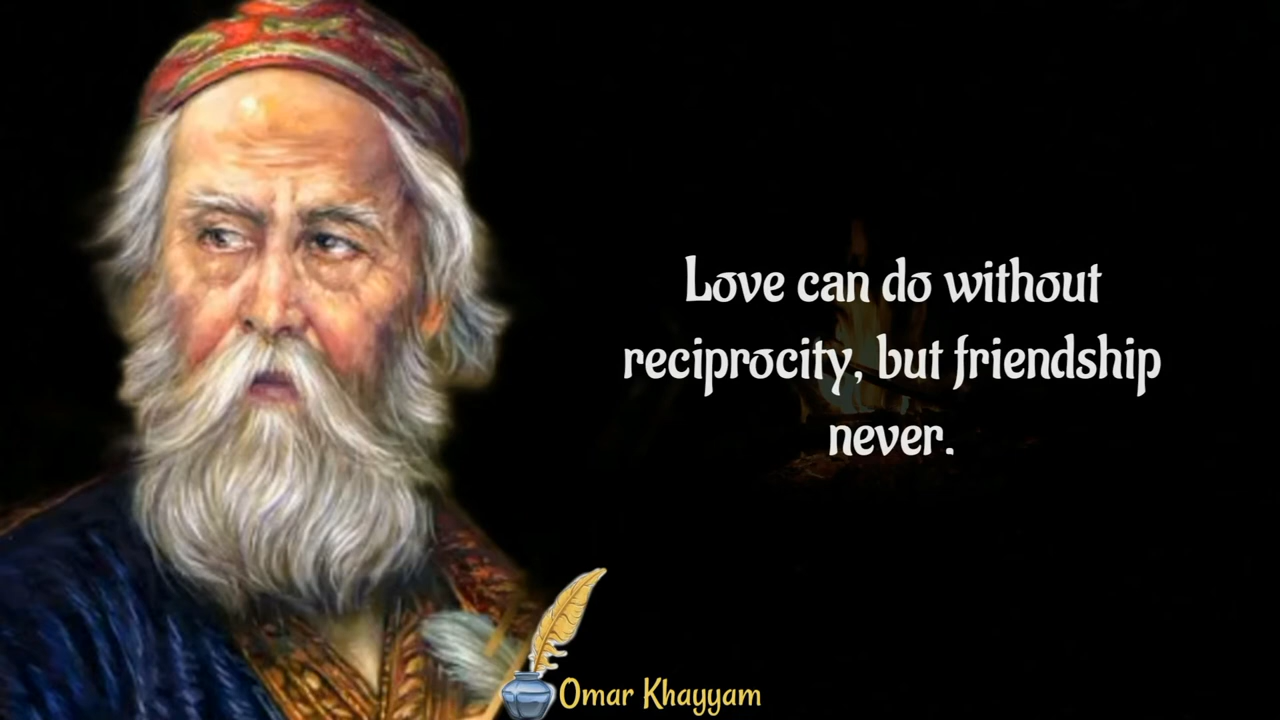 Love can do without
reciprocity, but friendship
never.
Omar Khayyam